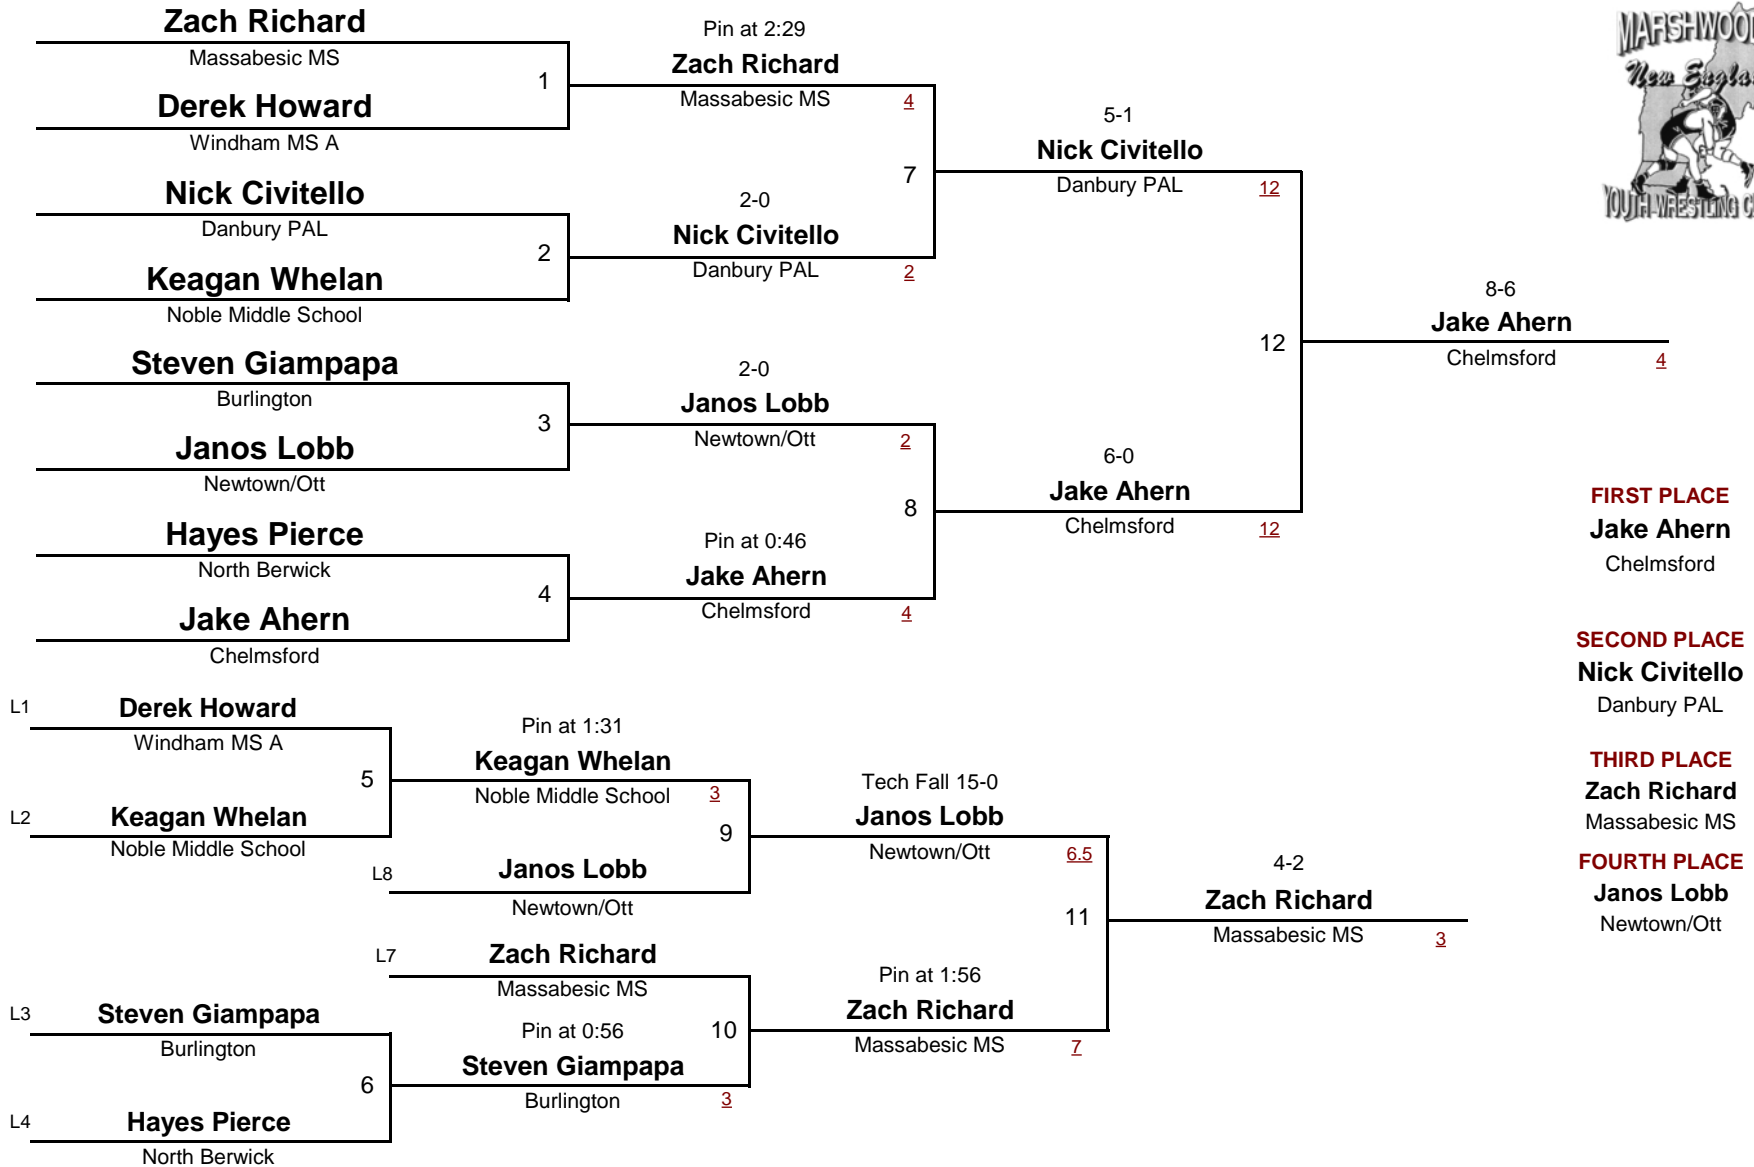 Zach Richard
Massabesic MS
1
Derek Howard
Windham MS A
Nick Civitello
Danbury PAL
2
Keagan Whelan
Noble Middle School
Steven Giampapa
Burlington
3
Janos Lobb
Newtown/Ott
Hayes Pierce
North Berwick
4
Jake Ahern
Chelmsford
Pin at 2:29
Zach Richard
Massabesic MS 4
7
2-0
Nick Civitello
Danbury PAL 2
2-0
Janos Lobb
Newtown/Ott 2
8
Pin at 0:46
Jake Ahern
Chelmsford 4
5-1
Nick Civitello
Danbury PAL 12
12
6-0
Jake Ahern
Chelmsford 12
8-6
Jake Ahern
Chelmsford 4
MARSHWOOD
New Engla
YOUTH WRESTLING C
FIRST PLACE
Jake Ahern
Chelmsford
SECOND PLACE
Nick Civitello
Danbury PAL
THIRD PLACE
Zach Richard
Massabesic MS
FOURTH PLACE
Janos Lobb
Newtown/Ott
L1 Derek Howard
Windham MS A
5
L2 Keagan Whelan
Noble Middle School
Pin at 1:31
Keagan Whelan
Noble Middle School 3
9
L8 Janos Lobb
Newtown/Ott
L7 Zach Richard
Massabesic MS
10
L3 Steven Giampapa
Burlington
6
L4 Hayes Pierce
North Berwick
Pin at 0:56
Steven Giampapa
Burlington 3
Tech Fall 15-0
Janos Lobb
Newtown/Ott 6.5
11
Pin at 1:56
Zach Richard
Massabesic MS 7
4-2
Zach Richard
Massabesic MS 3